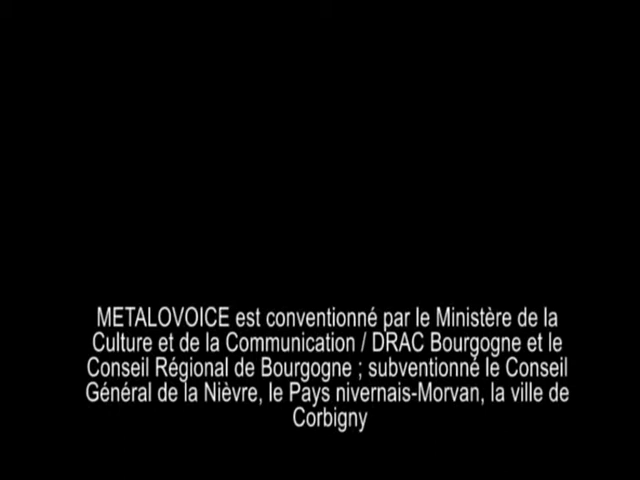 METALOVOICE est conventionné par le Ministère de la
Culture et de la Communication / DRAC Bourgogne et le
Conseil Régional de Bourgogne ; subventionné le Conseil
Général de la Nièvre, le Pays nivernais-Morvan, la ville de
Corbigny